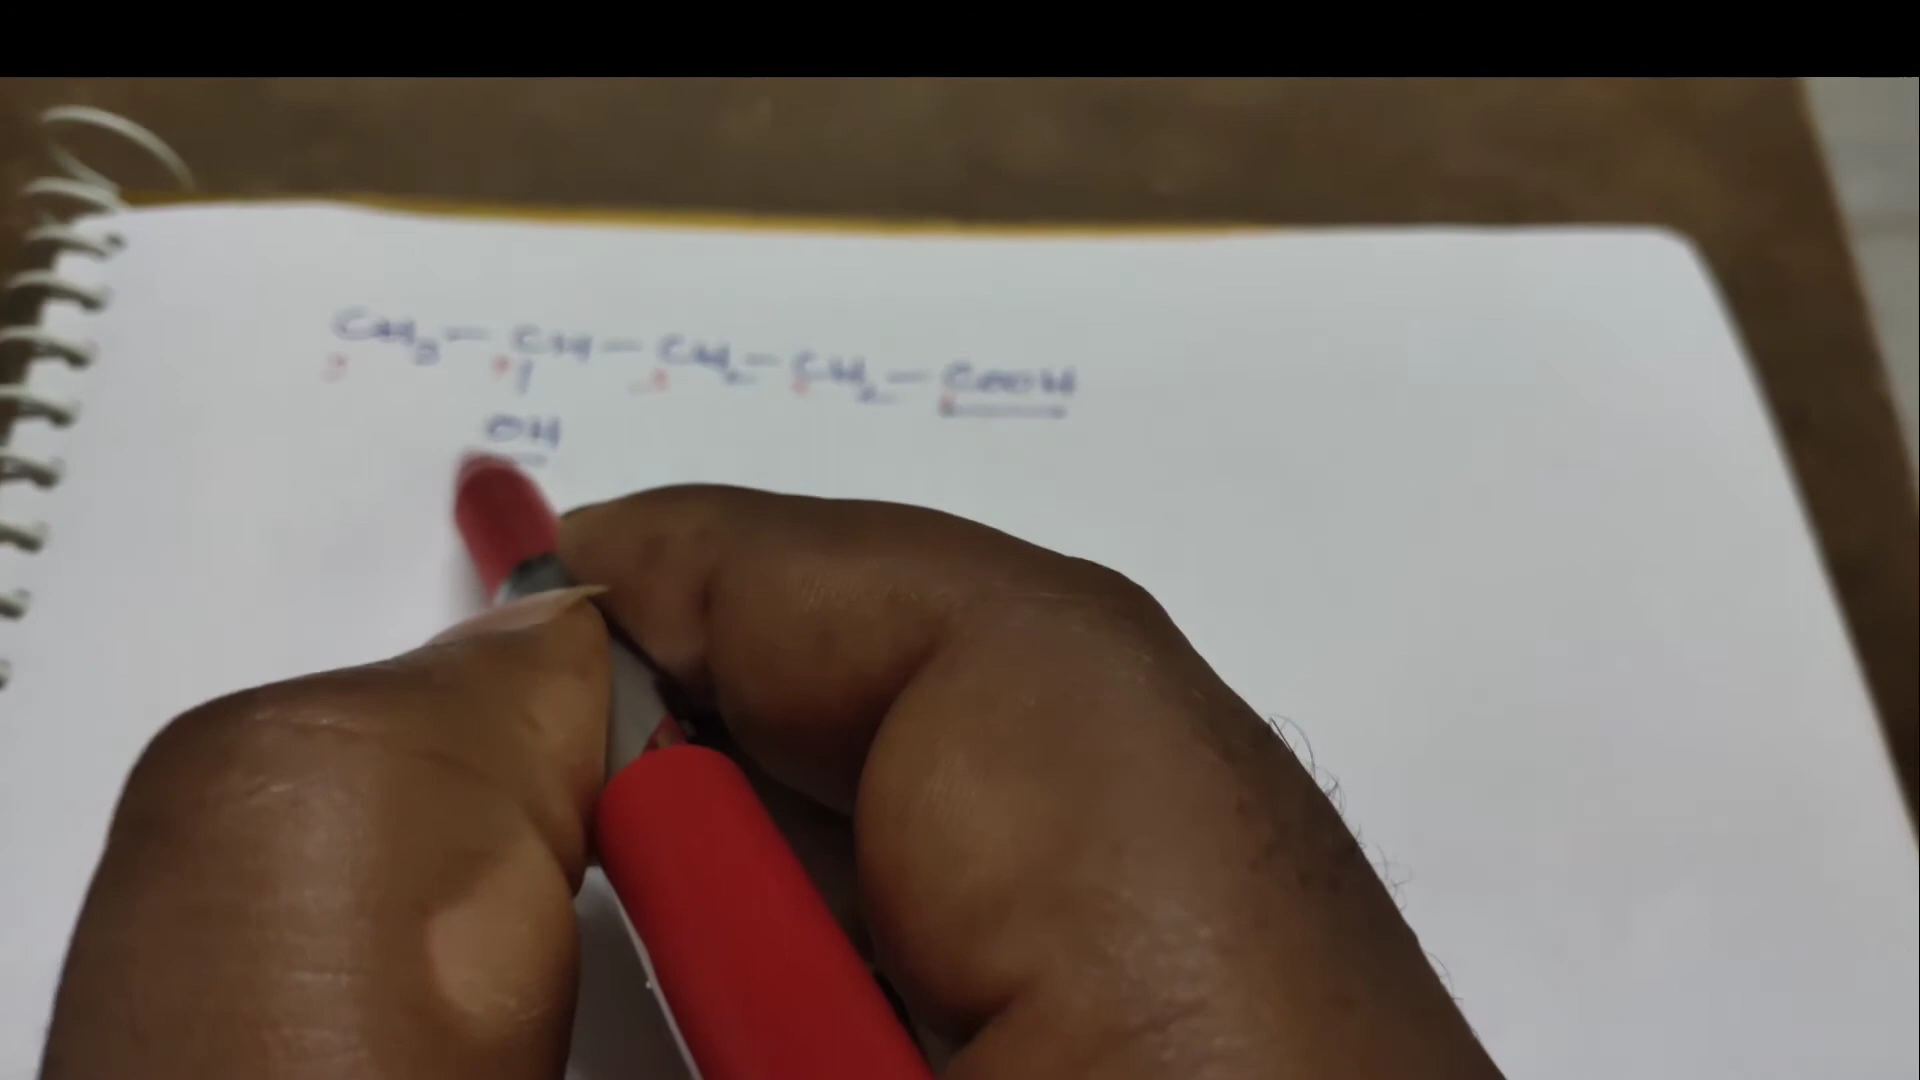 CH₃ — CH — CH₂ — CH₂ — COOH
OH